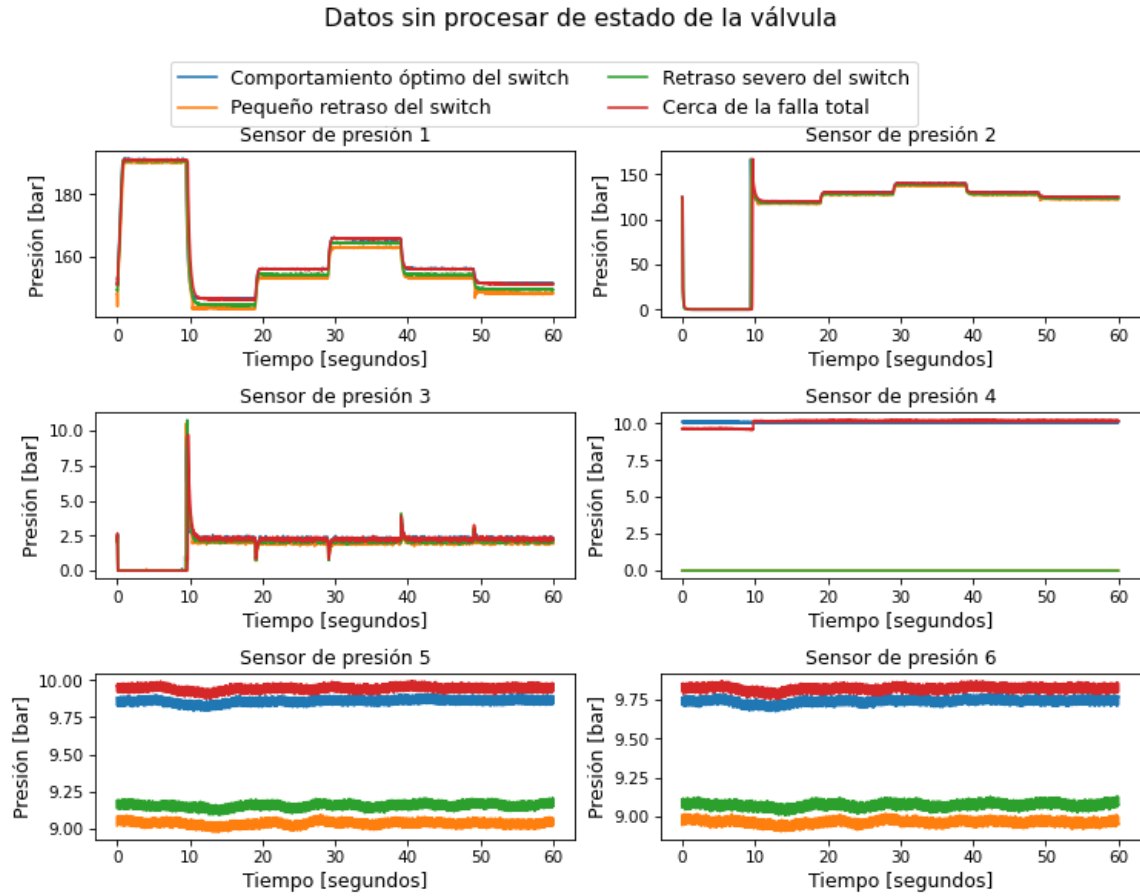 Datos sin procesar de estado de la válvula
Comportamiento óptimo del switch
Pequeño retraso del switch
Retraso severo del switch
Cerca de la falla total
Sensor de presión 1
Presión [bar]
180
160
0 10 20 30 40 50 60
Tiempo [segundos]
Sensor de presión 2
Presión [bar]
150
100
50
0
0 10 20 30 40 50 60
Tiempo [segundos]
Sensor de presión 3
Presión [bar]
10.0
7.5
5.0
2.5
0.0
0 10 20 30 40 50 60
Tiempo [segundos]
Sensor de presión 4
Presión [bar]
10.0
7.5
5.0
2.5
0.0
0 10 20 30 40 50 60
Tiempo [segundos]
Sensor de presión 5
Presión [bar]
10.00
9.75
9.50
9.25
9.00
0 10 20 30 40 50 60
Tiempo [segundos]
Sensor de presión 6
Presión [bar]
9.75
9.50
9.25
9.00
0 10 20 30 40 50 60
Tiempo [segundos]